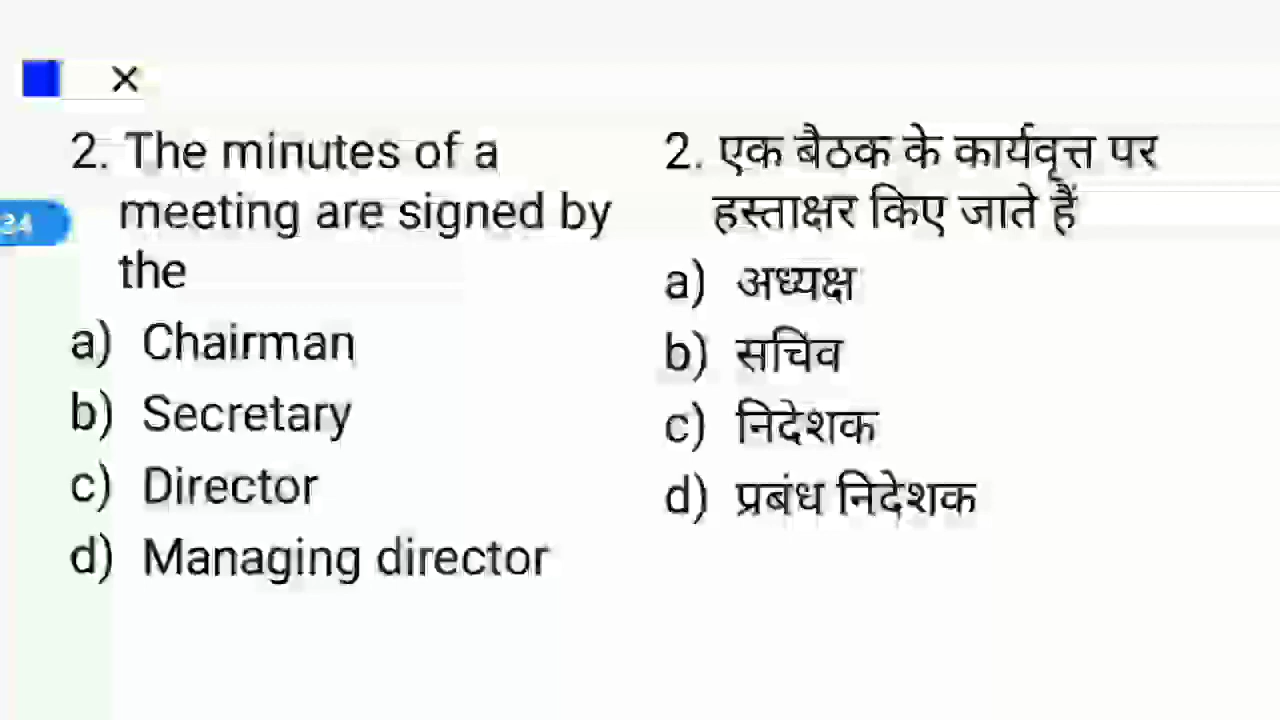 2. The minutes of a
meeting are signed by
the
a) Chairman
b) Secretary
c) Director
d) Managing director
2. एक बैठक के कार्यवृत्त पर
हस्ताक्षर किए जाते हैं
a) अध्यक्ष
b) सचिव
c) निदेशक
d) प्रबंध निदेशक
34